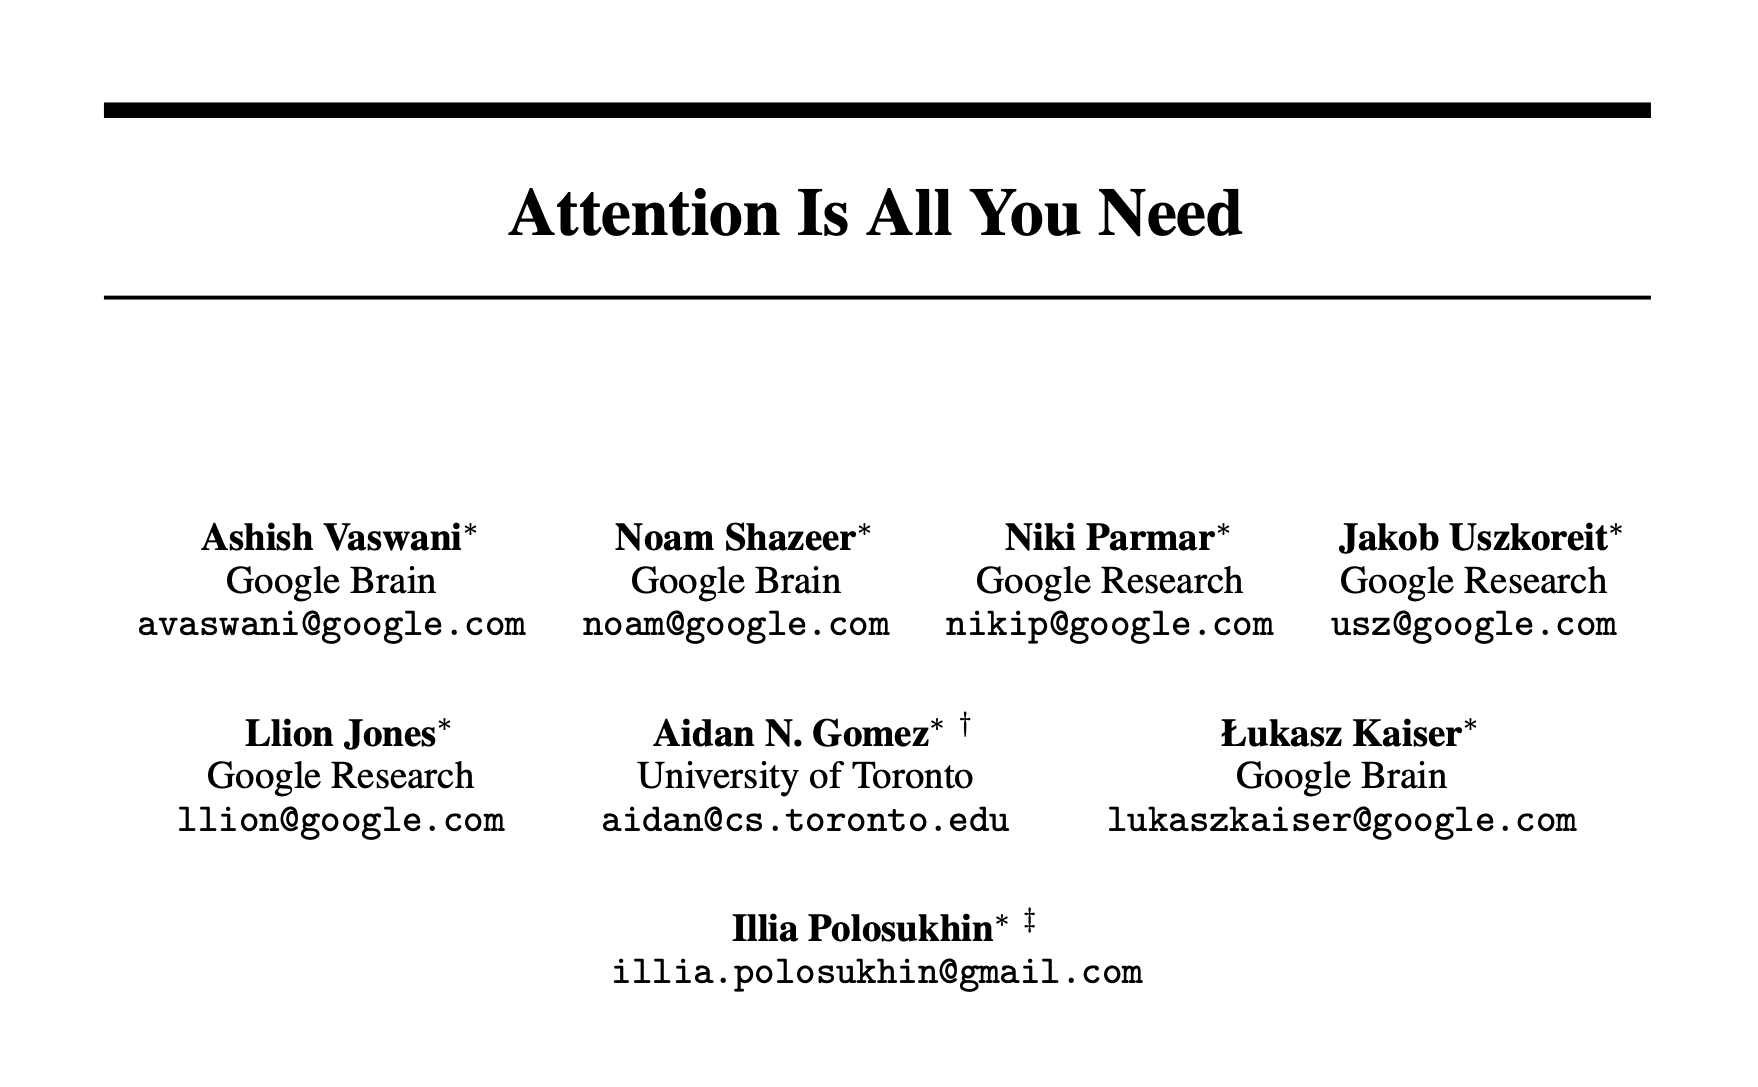 Attention Is All You Need
Ashish Vaswani* Noam Shazeer* Niki Parmar* Jakob Uszkoreit*
Google Brain Google Brain Google Research Google Research
avaswani@google.com noam@google.com nikip@google.com usz@google.com
Llion Jones* Aidan N. Gomez* † Łukasz Kaiser*
Google Research University of Toronto Google Brain
llion@google.com aidan@cs.toronto.edu lukaszkaiser@google.com
Illia Polosukhin* ‡
illia.polosukhin@gmail.com